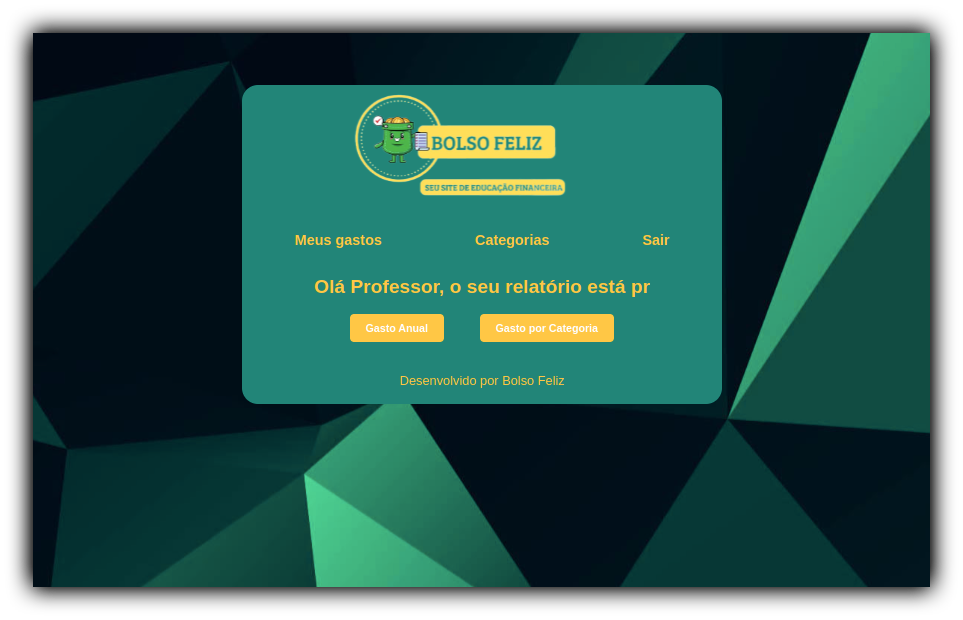 BOLSO FELIZ
SEU SITE DE EDUCAÇÃO FINANCEIRA
Meus gastos Categorias Sair
Olá Professor, o seu relatório está pr
Gasto Anual Gasto por Categoria
Desenvolvido por Bolso Feliz